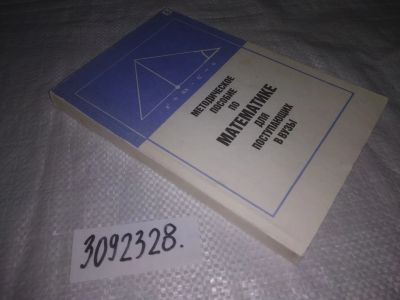 МЕТОДИЧЕСКОЕ
ПОСОБИЕ ПО
МАТЕМАТИКЕ
ДЛЯ
ПОСТУПАЮЩИХ
В ВУЗЫ
3092328.